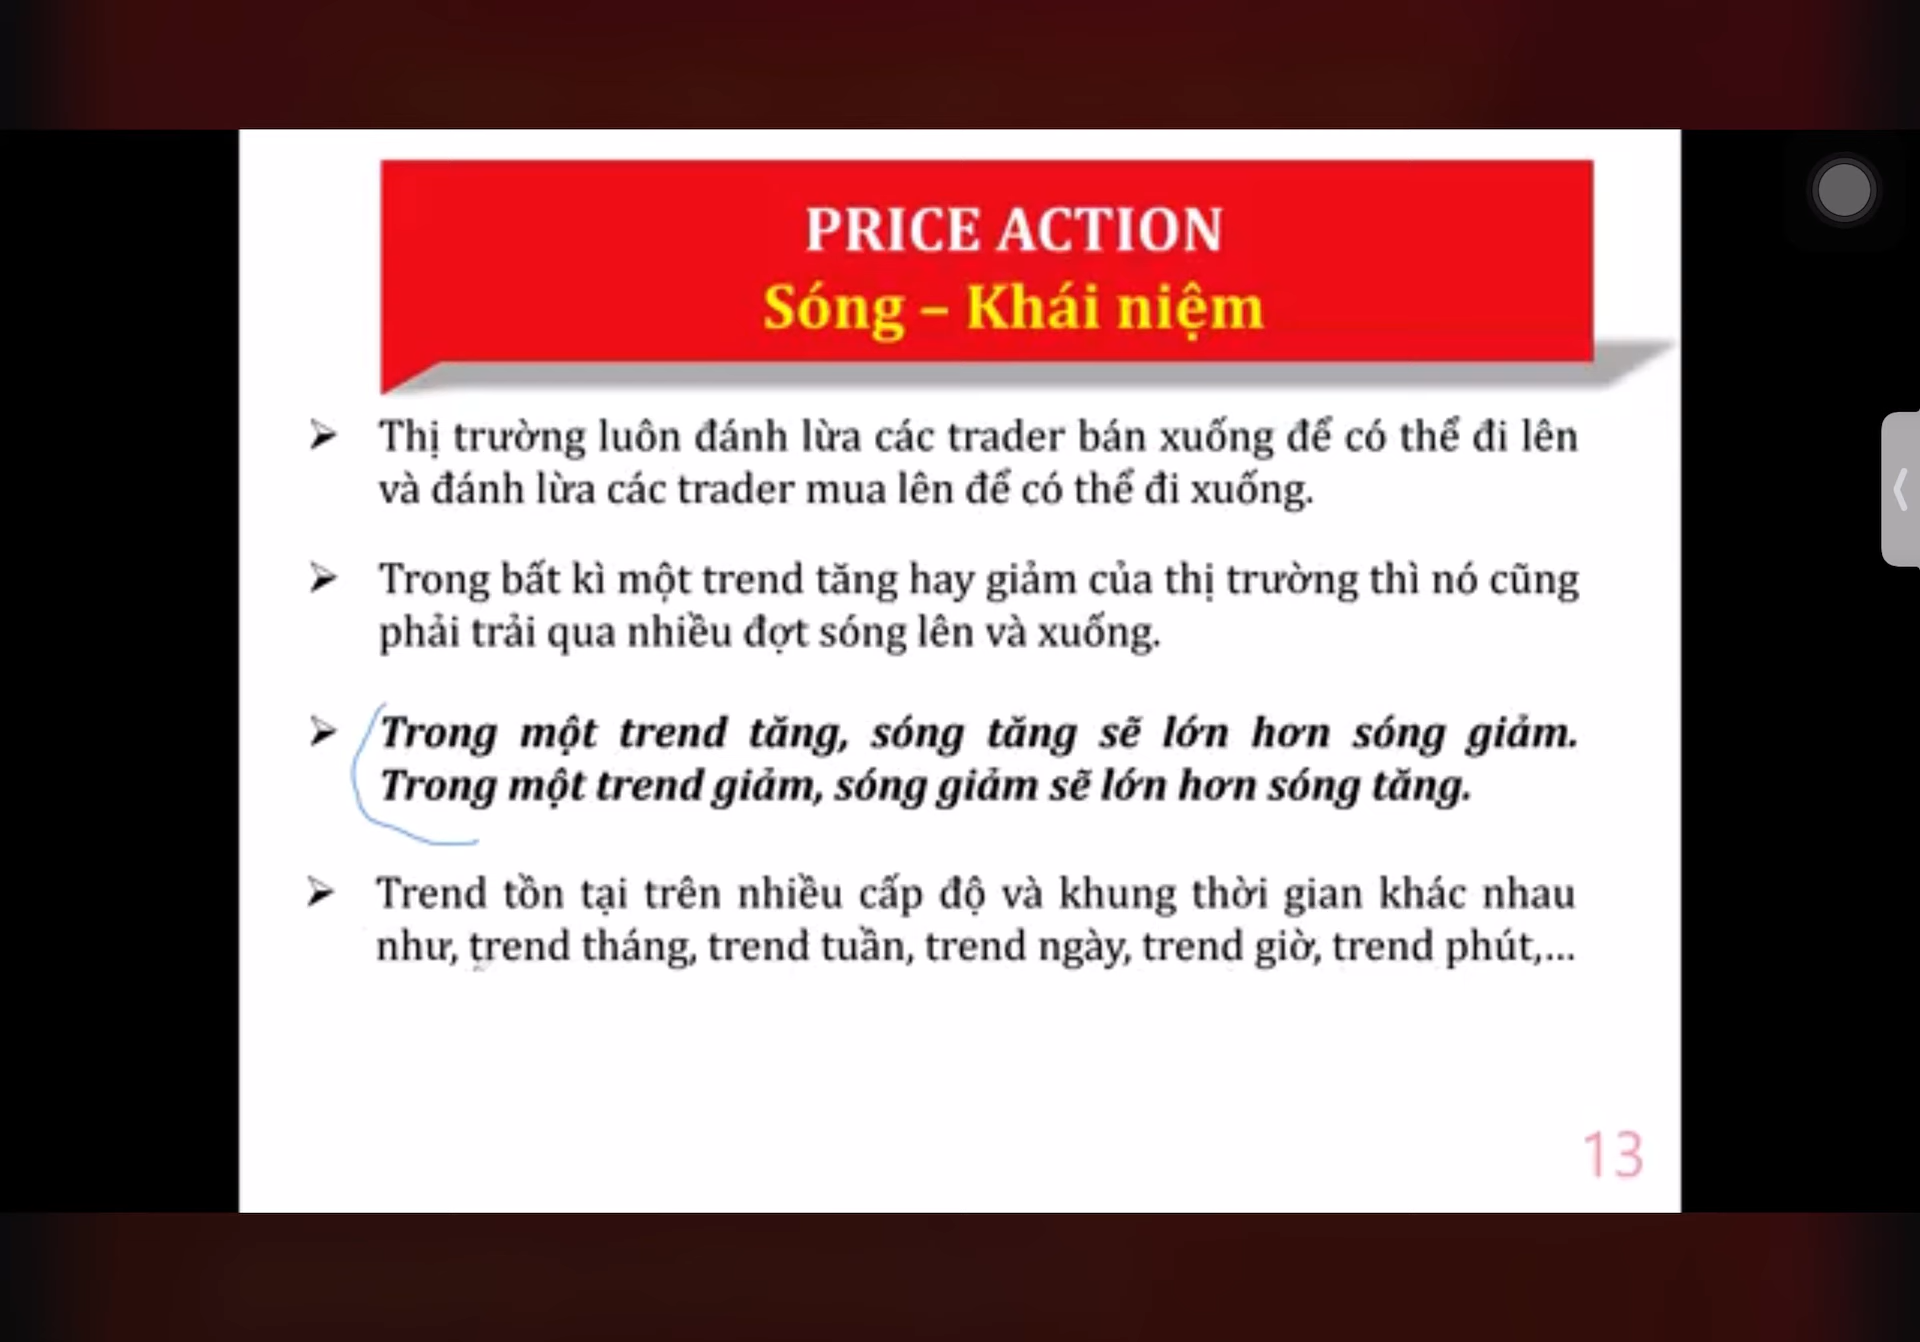 PRICE ACTION
Sóng – Khái niệm
➢ Thị trường luôn đánh lừa các trader bán xuống để có thể đi lên
và đánh lừa các trader mua lên để có thể đi xuống.
➢ Trong bất kì một trend tăng hay giảm của thị trường thì nó cũng
phải trải qua nhiều đợt sóng lên và xuống.
➢ Trong một trend tăng, sóng tăng sẽ lớn hơn sóng giảm.
Trong một trend giảm, sóng giảm sẽ lớn hơn sóng tăng.
➢ Trend tồn tại trên nhiều cấp độ và khung thời gian khác nhau
như, trend tháng, trend tuần, trend ngày, trend giờ, trend phút,...
13